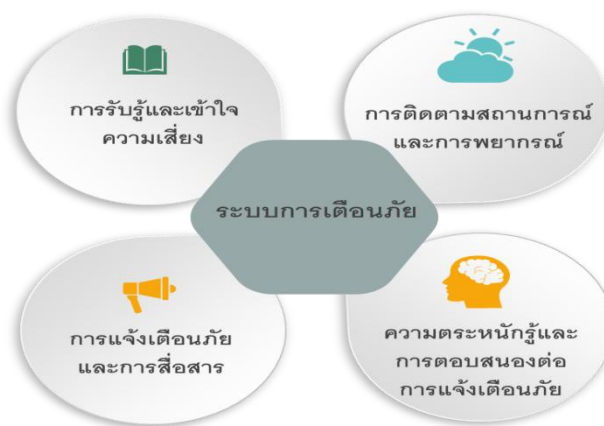 การรับรู้และเข้าใจ
ความเสี่ยง
การติดตามสถานการณ์
และการพยากรณ์
ระบบการเตือนภัย
การแจ้งเตือนภัย
และการสื่อสาร
ความตระหนักรู้และ
การตอบสนองต่อ
การแจ้งเตือนภัย